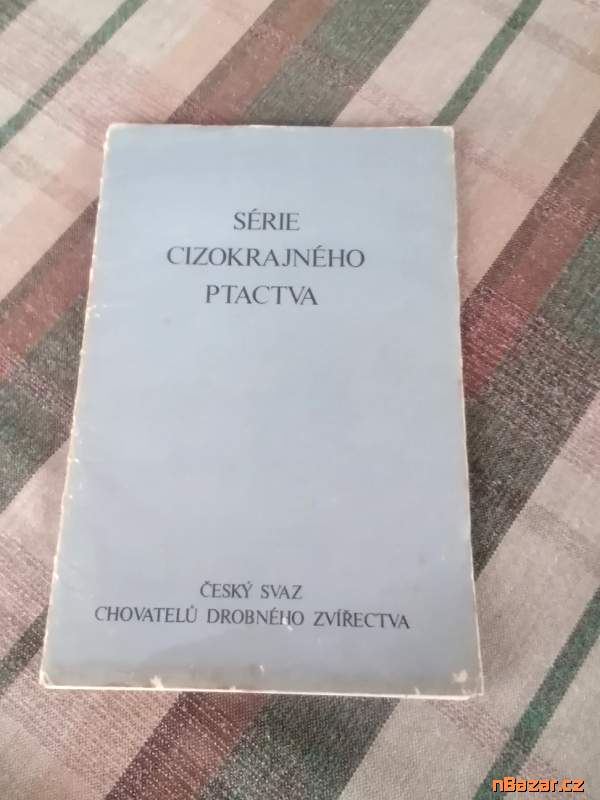 SÉRIE
CIZOKRAJNÉHO
PTACTVA
ČESKÝ SVAZ
CHOVATELŮ DROBNÉHO ZVÍŘECTVA
nBazar.cz